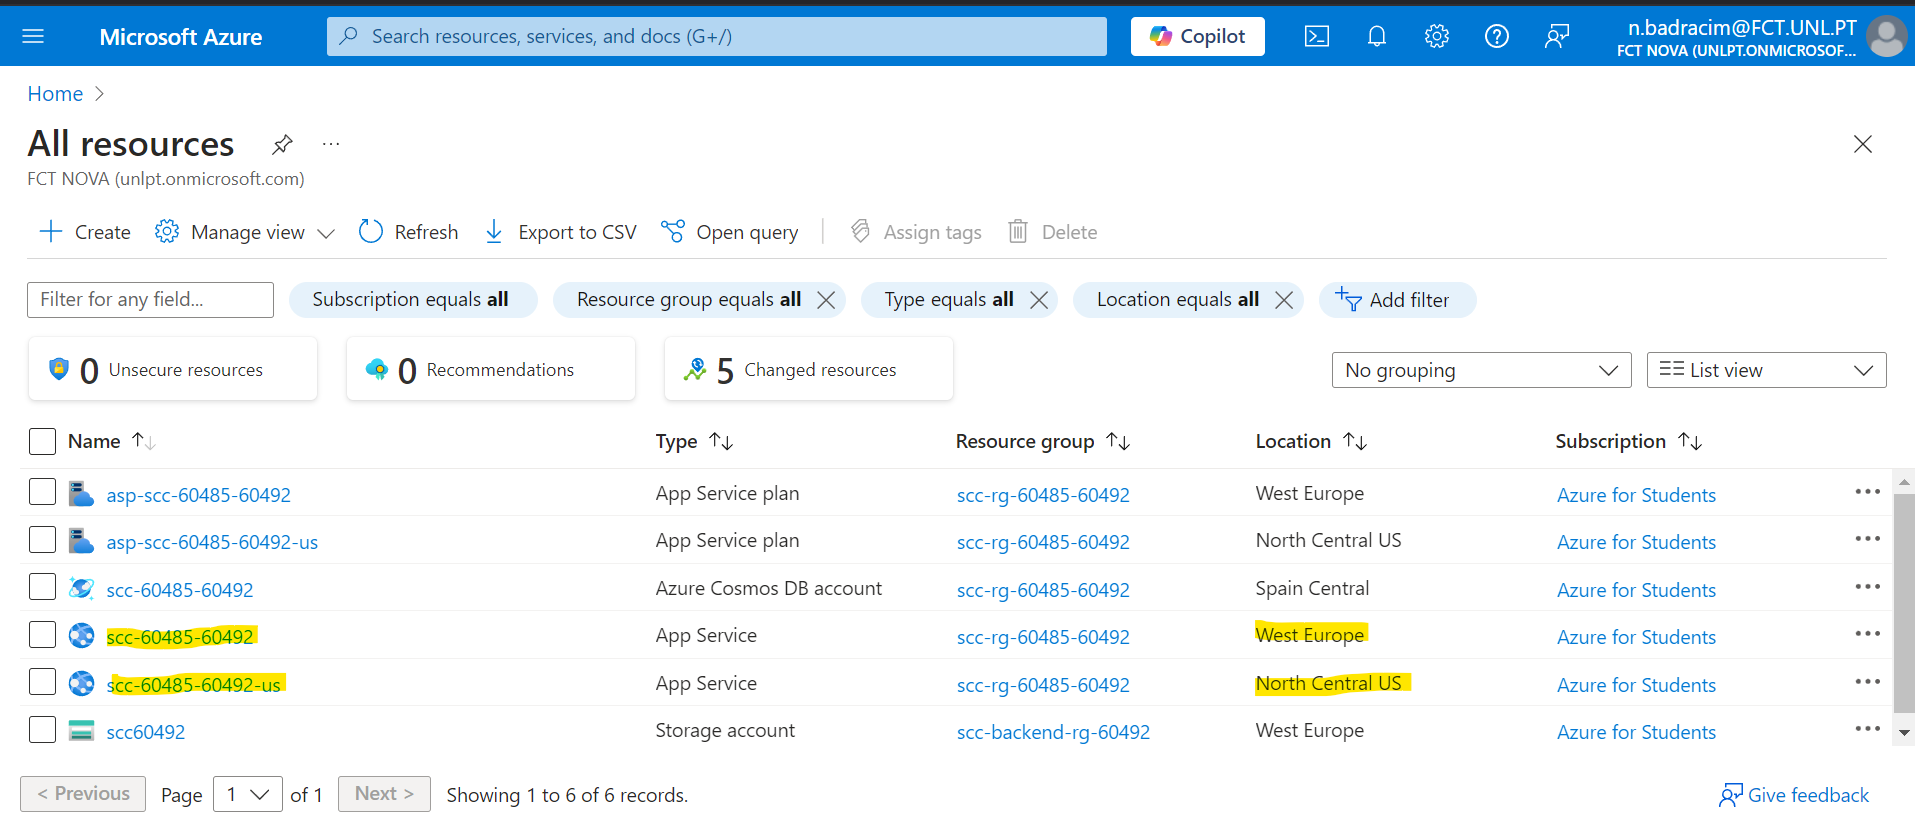 Microsoft Azure
Search resources, services, and docs (G+/)
Copilot
n.badracim@FCT.UNL.PT
FCT NOVA (UNLPT.ONMICROSOF...
Home
All resources
FCT NOVA (unlpt.onmicrosoft.com)
Create Manage view Refresh Export to CSV Open query Assign tags Delete
Filter for any field... Subscription equals all Resource group equals all Type equals all Location equals all Add filter
0 Unsecure resources 0 Recommendations 5 Changed resources No grouping List view
Name Type Resource group Location Subscription
asp-scc-60485-60492 App Service plan scc-rg-60485-60492 West Europe Azure for Students
asp-scc-60485-60492-us App Service plan scc-rg-60485-60492 North Central US Azure for Students
scc-60485-60492 Azure Cosmos DB account scc-rg-60485-60492 Spain Central Azure for Students
scc-60485-60492 App Service scc-rg-60485-60492 West Europe Azure for Students
scc-60485-60492-us App Service scc-rg-60485-60492 North Central US Azure for Students
scc60492 Storage account scc-backend-rg-60492 West Europe Azure for Students
< Previous Page 1 of 1 Next > Showing 1 to 6 of 6 records. Give feedback